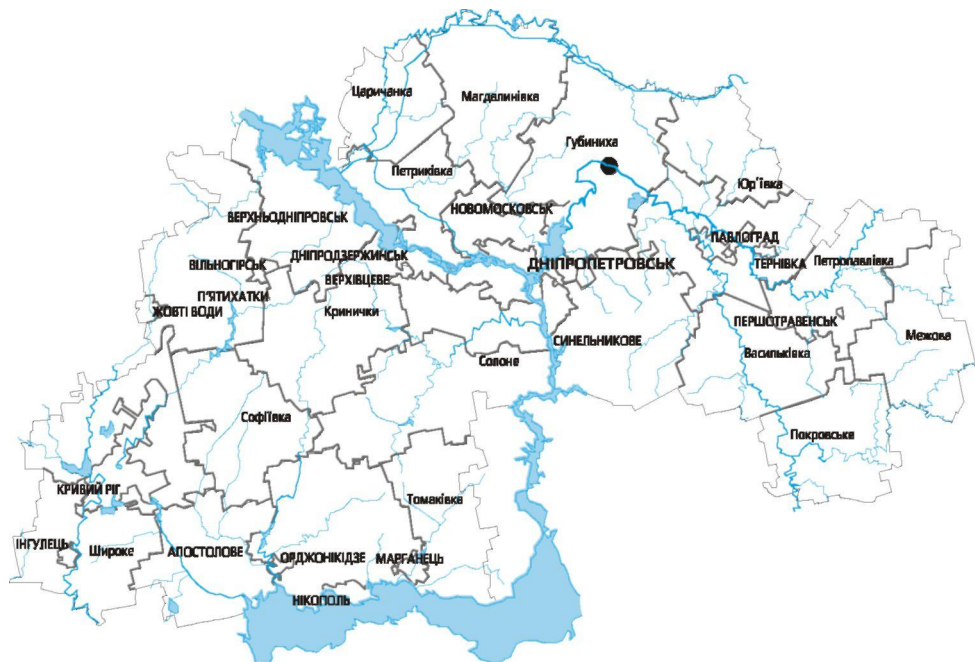 Царичанка
Магдалинівка
Губиниха
Петриківка
Юр'ївка
НОВОМОСКОВСЬК
ВЕРХНЬОДНІПРОВСЬК
ПАВЛОГРАД
ДНІПРОДЗЕРЖИНСЬК
ДНІПРОПЕТРОВСЬК
ТЕРНІВКА
Петропавлівка
ВІЛЬНОГІРСЬК
ВЕРХІВЦЕВЕ
П'ЯТИХАТКИ
ЖОВТІ ВОДИ
Кринички
ПЕРШОТРАВЕНСЬК
Межова
СИНЕЛЬНИКОВЕ
Васильківка
Солоне
Софіївка
Покровське
КРИВИЙ РІГ
Томаківка
ІНГУЛЕЦЬ
Широке
АПОСТОЛОВЕ
ОРДЖОНІКІДЗЕ
МАРГАНЕЦЬ
НІКОПОЛЬ